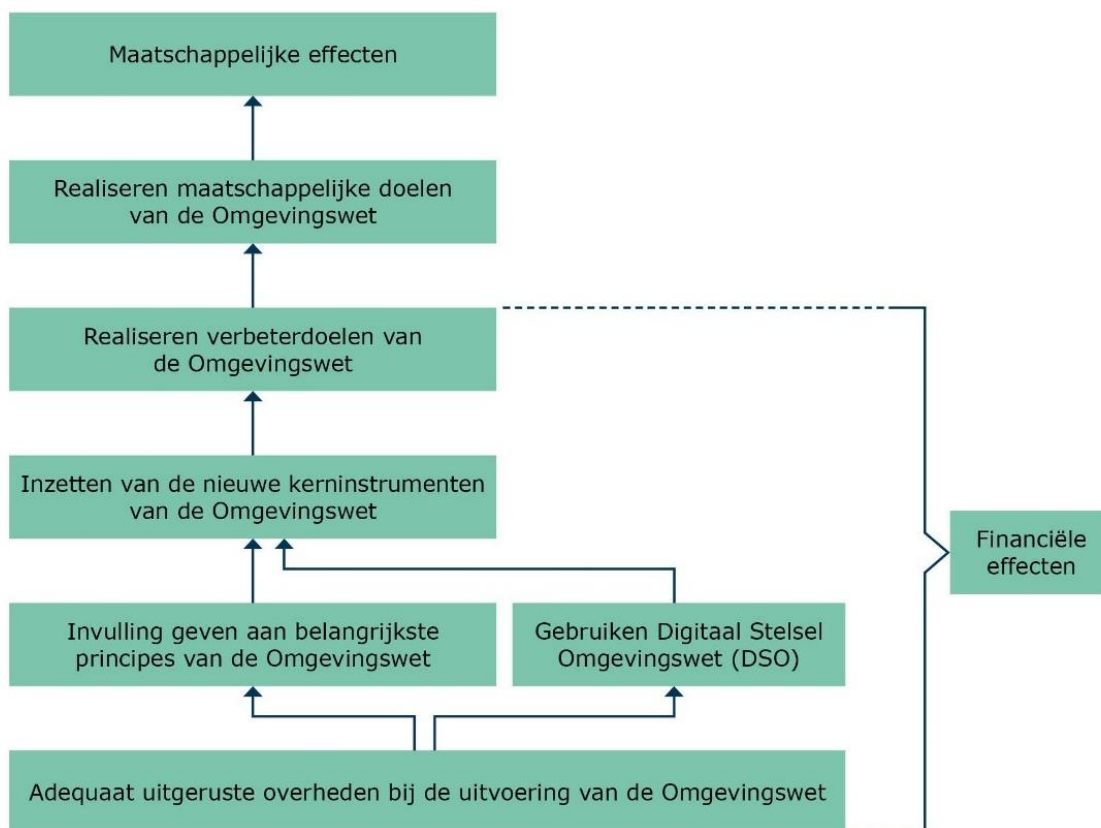 Maatschappelijke effecten
Realiseren maatschappelijke doelen
van de Omgevingswet
Realiseren verbeterdoelen van
de Omgevingswet
Inzetten van de nieuwe kerninstrumenten
van de Omgevingswet
Financiële
effecten
Invulling geven aan belangrijkste
principes van de Omgevingswet
Gebruiken Digitaal Stelsel
Omgevingswet (DSO)
Adequaat uitgeruste overheden bij de uitvoering van de Omgevingswet